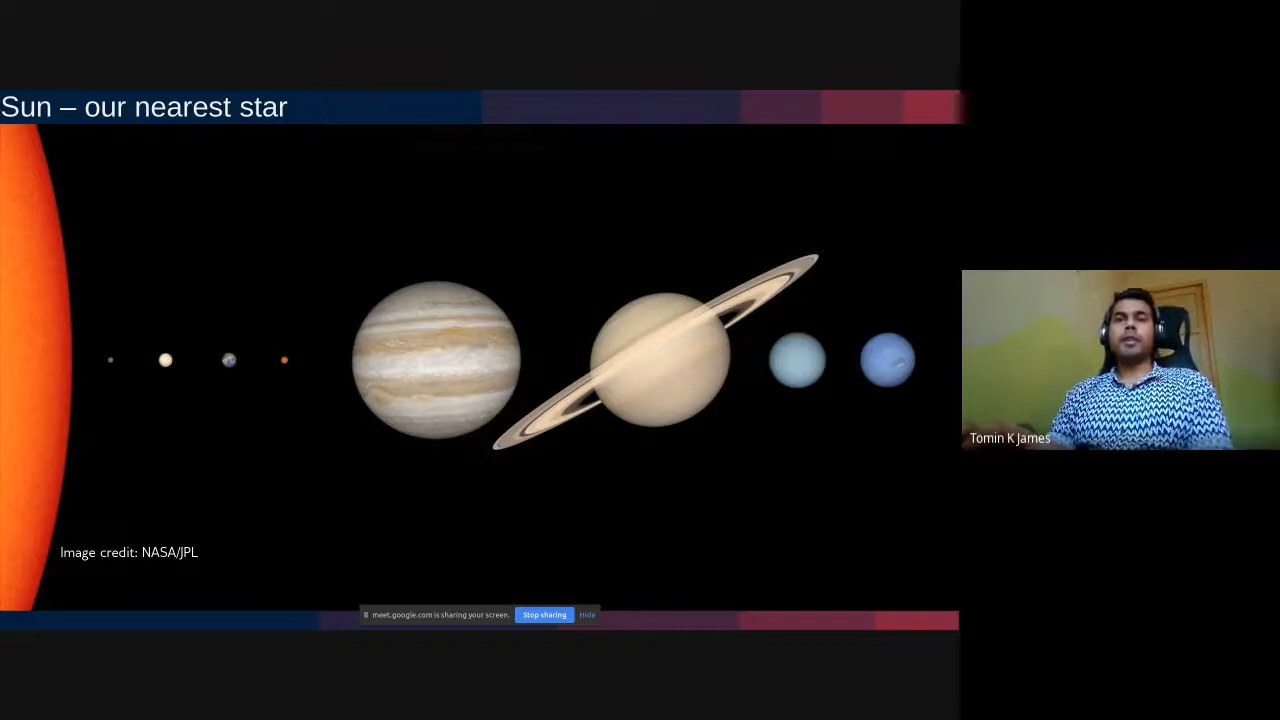 Sun – our nearest star
Image credit: NASA/JPL
meet.google.com is sharing your screen.
Stop sharing
Hide
Tomin K James